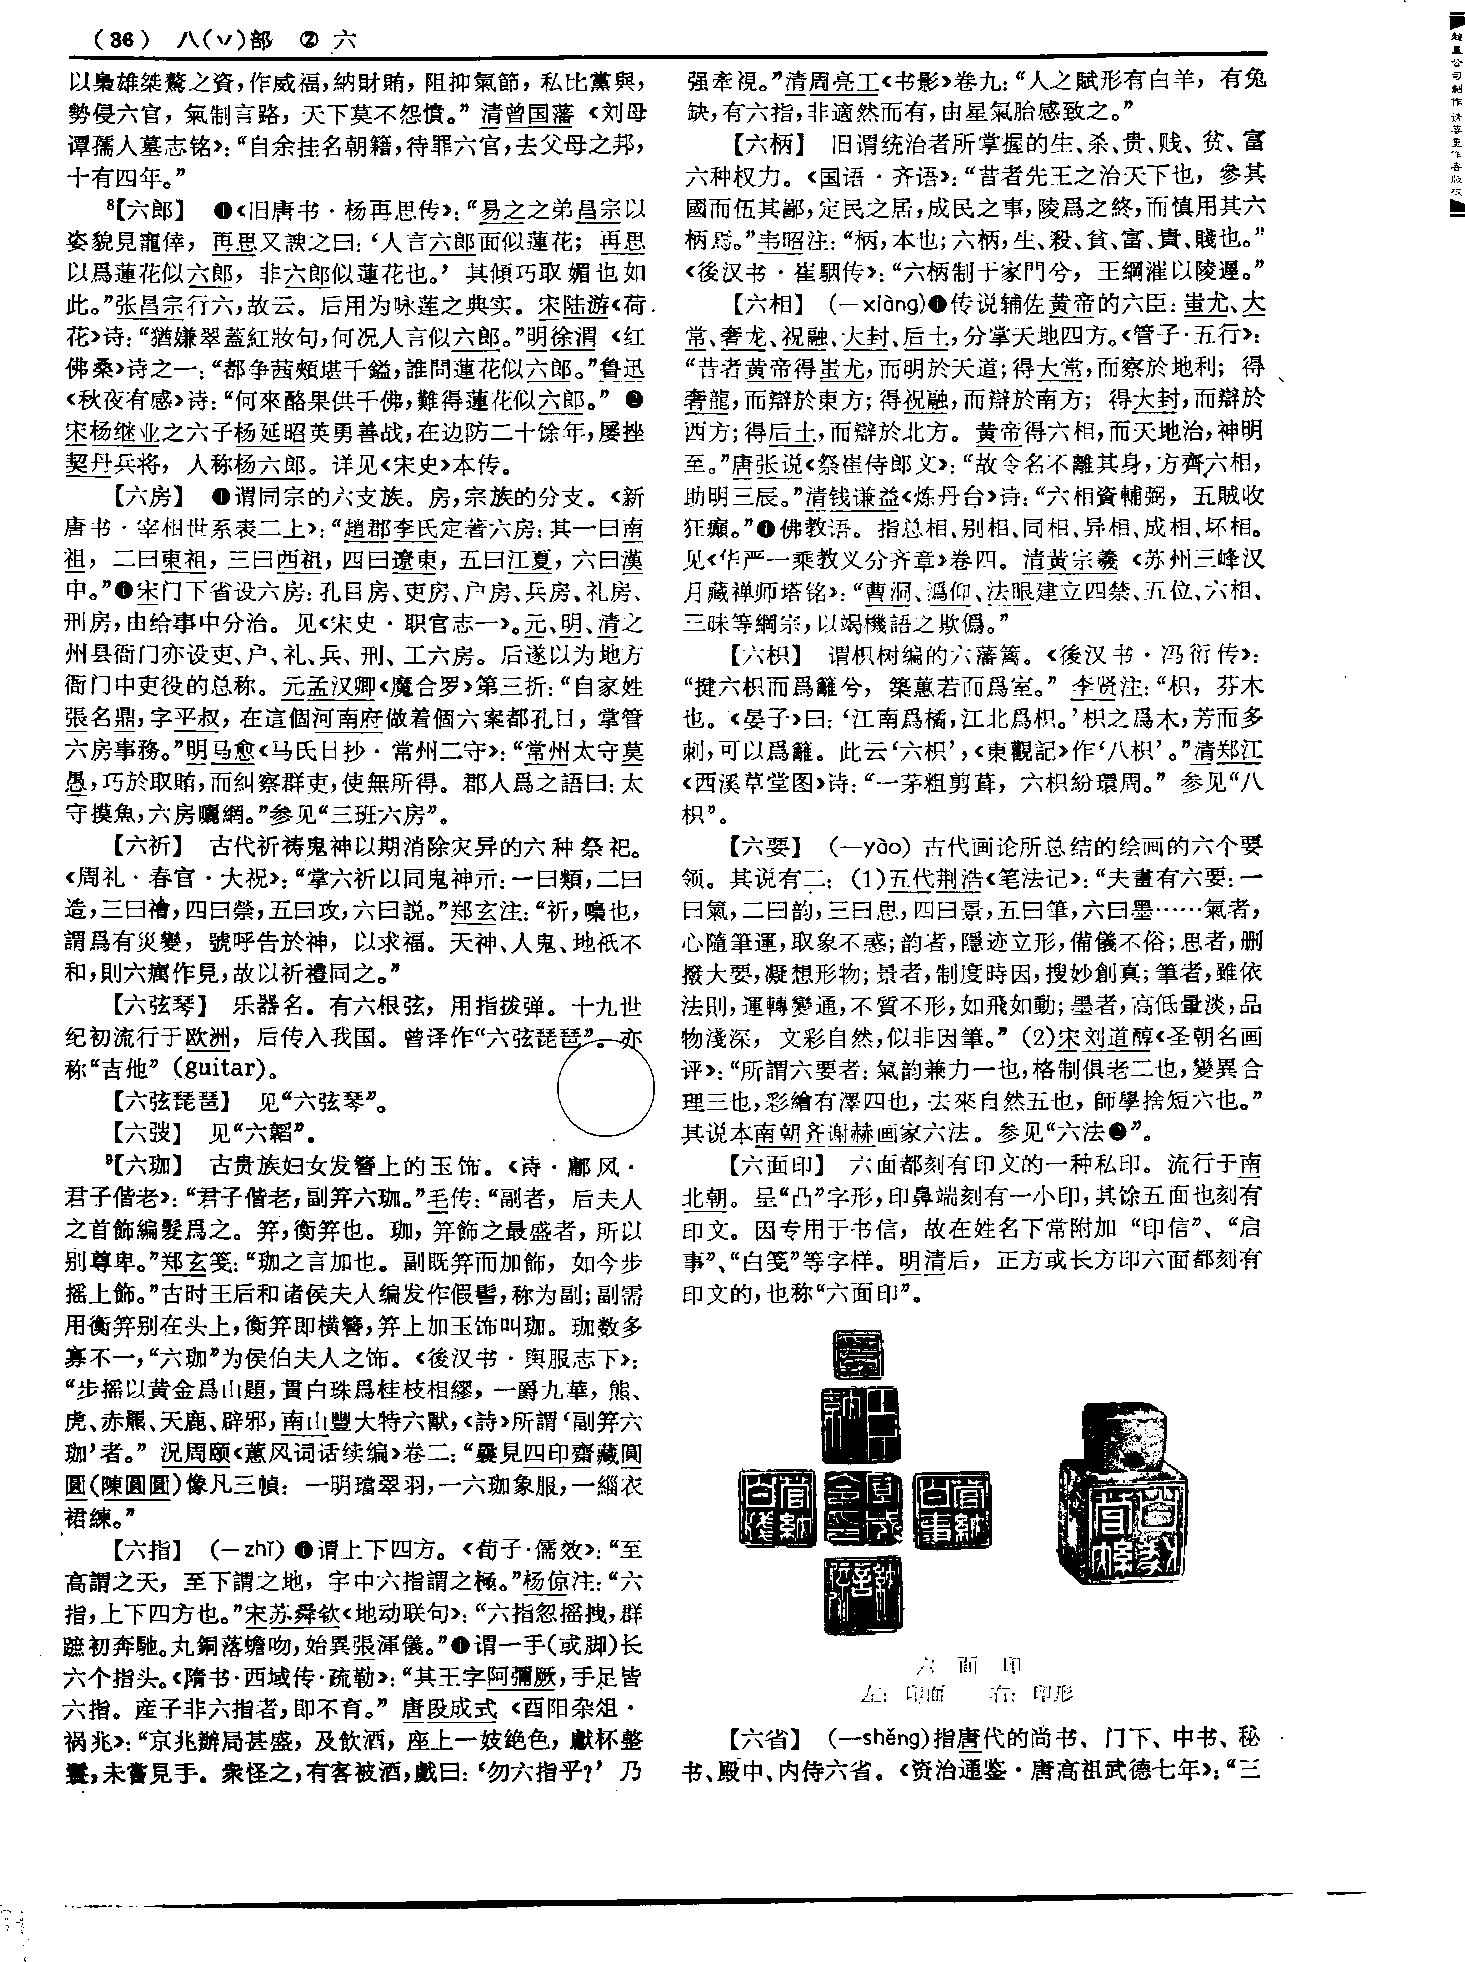 (36) 八(丷)部 ② 六
以梟雄桀驁之資，作威福，納財賄，阻抑氣節，私比黨與，
勢侵六官，氣制言路，天下莫不怨憤。”清曾国藩《刘母
谭孺人墓志铭》：“自余挂名朝籍，待罪六官，去父母之邦，
十有四年。”
8【六郎】 ❶《旧唐书·杨再思传》：“易之之弟昌宗以
姿貌見寵倖，再思又諛之曰：‘人言六郎面似蓮花；再思
以爲蓮花似六郎，非六郎似蓮花也。’其傾巧取媚也如
此。”张昌宗行六，故云。后用为咏莲之典实。宋陆游《荷
花》诗：“猶嫌翠蓋紅妝句，何况人言似六郎。”明徐渭《红
佛桑》诗之一：“都争茜頰堪千鎰，誰問蓮花似六郎。”鲁迅
《秋夜有感》诗：“何來酪果供千佛，難得蓮花似六郎。” ❷
宋杨继业之六子杨延昭英勇善战，在边防二十馀年，屡挫
契丹兵将，人称杨六郎。详见《宋史》本传。
【六房】 ❶谓同宗的六支族。房，宗族的分支。《新
唐书·宰相世系表二上》：“趙郡李氏定著六房：其一曰南
祖，二曰東祖，三曰西祖，四曰遼東，五曰江夏，六曰漢
中。”❷宋门下省设六房：孔目房、吏房、户房、兵房、礼房、
刑房，由给事中分治。见《宋史·职官志一》。元、明、清之
州县衙门亦设吏、户、礼、兵、刑、工六房。后遂以为地方
衙门中吏役的总称。元孟汉卿《魔合罗》第三折：“自家姓
張名鼎，字平叔，在這個河南府做着個六案都孔目，掌管
六房事務。”明马愈《马氏日抄·常州二守》：“常州太守莫
愚，巧於取賄，而糾察群吏，使無所得。郡人爲之語曰：太
守摸魚，六房曬網。”参见“三班六房”。
【六祈】 古代祈祷鬼神以期消除灾异的六种祭祀。
《周礼·春官·大祝》：“掌六祈以同鬼神示：一曰類，二曰
造，三曰禬，四曰禜，五曰攻，六曰説。”郑玄注：“祈，嘄也，
謂爲有災變，號呼告於神，以求福。天神、人鬼、地祇不
和，則六癘作見，故以祈禮同之。”
【六弦琴】 乐器名。有六根弦，用指拨弹。十九世
纪初流行于欧洲，后传入我国。曾译作“六弦琵琶”。亦
称“吉他”（guitar）。
【六弦琵琶】 见“六弦琴”。
【六弢】 见“六韜”。
9【六珈】 古贵族妇女发簪上的玉饰。《诗·鄘风·
君子偕老》：“君子偕老，副笄六珈。”毛传：“副者，后夫人
之首飾編髮爲之。笄，衡笄也。珈，笄飾之最盛者，所以
别尊卑。”郑玄笺：“珈之言加也。副既笄而加飾，如今步
摇上飾。”古时王后和诸侯夫人编发作假髻，称为副；副需
用衡笄别在头上，衡笄即横簪，笄上加玉饰叫珈。珈数多
寡不一，“六珈”为侯伯夫人之饰。《後汉书·舆服志下》：
“步摇以黄金爲山題，貫白珠爲桂枝相繆，一爵九華，熊、
虎、赤羆、天鹿、辟邪，南山豐大特六獸，《詩》所謂‘副笄六
珈’者。”况周颐《蕙风词话续编》卷二：“曩見四印齋藏圓
圓（陳圓圓）像凡三幀：一明璫翠羽，一六珈象服，一緇衣
裙練。”
【六指】 （—zhǐ）❶谓上下四方。《荀子·儒效》：“至
高謂之天，至下謂之地，宇中六指謂之極。”杨倞注：“六
指，上下四方也。”宋苏舜钦《地动联句》：“六指忽摇拽，群
蹠初奔馳。丸銅落蟾吻，始異張渾儀。”❷谓一手（或脚）长
六个指头。《隋书·西域传·疏勒》：“其王字阿彌厥，手足皆
六指。産子非六指者，即不育。”唐段成式《酉阳杂俎·
祸兆》：“京兆辦局甚盛，及飲酒，座上一妓绝色，獻杯整
鬟，未嘗見手。衆怪之，有客被酒，戲曰：‘勿六指乎？’乃
强牽視。”清周亮工《书影》卷九：“人之賦形有白羊，有兔
缺，有六指，非適然而有，由星氣胎感致之。”
【六柄】 旧谓统治者所掌握的生、杀、贵、贱、贫、富
六种权力。《国语·齐语》：“昔者先王之治天下也，參其
國而伍其鄙，定民之居，成民之事，陵爲之終，而慎用其六
柄焉。”韦昭注：“柄，本也；六柄，生、殺、貧、富、貴、賤也。”
《後汉书·崔駰传》：“六柄制于家門兮，王綱漼以陵遲。”
【六相】 （—xiàng）❶传说辅佐黄帝的六臣：蚩尤、大
常、奢龙、祝融、大封、后土，分掌天地四方。《管子·五行》：
“昔者黄帝得蚩尤，而明於天道；得大常，而察於地利；得
奢龍，而辯於東方；得祝融，而辯於南方；得大封，而辯於
西方；得后土，而辯於北方。黄帝得六相，而天地治，神明
至。”唐张说《祭崔侍郎文》：“故令名不離其身，方齊六相，
助明三辰。”清钱谦益《炼丹台》诗：“六相資輔弼，五賊收
狂癲。”❷佛教语。指总相、别相、同相、异相、成相、坏相。
见《华严一乘教义分齐章》卷四。清黄宗羲《苏州三峰汉
月藏禅师塔铭》：“曹洞、潙仰、法眼建立四禁、五位、六相、
三昧等綱宗，以竭機語之欺僞。”
【六枳】 谓枳树编的六藩篱。《後汉书·冯衍传》：
“揵六枳而爲籬兮，築蕙若而爲室。”李贤注：“枳，芬木
也。《晏子》曰：‘江南爲橘，江北爲枳。’枳之爲木，芳而多
刺，可以爲籬。此云‘六枳’，《東觀記》作‘八枳’。”清郑江
《西溪草堂图》诗：“一茅粗剪葺，六枳紛環周。”参见“八
枳”。
【六要】 （—yào）古代画论所总结的绘画的六个要
领。其说有二：（1）五代荆浩《笔法记》：“夫畫有六要：一
曰氣，二曰韵，三曰思，四曰景，五曰筆，六曰墨……氣者，
心隨筆運，取象不惑；韵者，隱迹立形，備儀不俗；思者，删
撥大要，凝想形物；景者，制度時因，搜妙創真；筆者，雖依
法則，運轉變通，不質不形，如飛如動；墨者，高低暈淡，品
物淺深，文彩自然，似非因筆。”（2）宋刘道醇《圣朝名画
评》：“所謂六要者：氣韵兼力一也，格制俱老二也，變異合
理三也，彩繪有澤四也，去來自然五也，師學捨短六也。”
其说本南朝齐谢赫画家六法。参见“六法❷”。
【六面印】 六面都刻有印文的一种私印。流行于南
北朝。呈“凸”字形，印鼻端刻有一小印，其馀五面也刻有
印文。因专用于书信，故在姓名下常附加“印信”、“启
事”、“白笺”等字样。明清后，正方或长方印六面都刻有
印文的，也称“六面印”。
六面印
左：印面 右：印形
【六省】 （—shěng）指唐代的尚书、门下、中书、秘
书、殿中、内侍六省。《资治通鉴·唐高祖武德七年》：“三